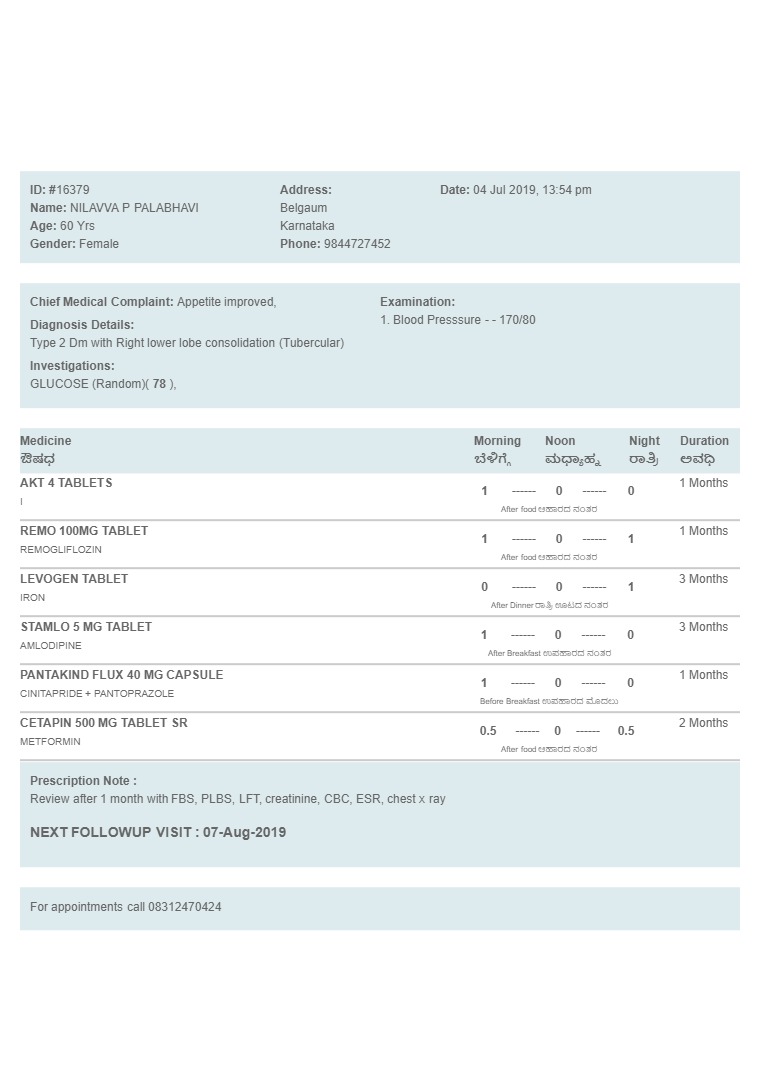 ID: #16379
Name: NILAVVA P PALABHAVI
Age: 60 Yrs
Gender: Female
Address:
Belgaum
Karnataka
Phone: 9844727452
Date: 04 Jul 2019, 13:54 pm
Chief Medical Complaint: Appetite improved,
Diagnosis Details:
Type 2 Dm with Right lower lobe consolidation (Tubercular)
Investigations:
GLUCOSE (Random)( 78 ),
Examination:
1. Blood Presssure - - 170/80
Medicine Morning Noon Night Duration
ಔಷಧ ಬೆಳಿಗ್ಗೆ ಮಧ್ಯಾಹ್ನ ರಾತ್ರಿ ಅವಧಿ
AKT 4 TABLETS 1 ------ 0 ------ 0 1 Months
I
After food ಆಹಾರದ ನಂತರ
REMO 100MG TABLET 1 ------ 0 ------ 1 1 Months
REMOGLIFLOZIN
After food ಆಹಾರದ ನಂತರ
LEVOGEN TABLET 0 ------ 0 ------ 1 3 Months
IRON
After Dinner ರಾತ್ರಿ ಊಟದ ನಂತರ
STAMLO 5 MG TABLET 1 ------ 0 ------ 0 3 Months
AMLODIPINE
After Breakfast ಉಪಹಾರದ ನಂತರ
PANTAKIND FLUX 40 MG CAPSULE 1 ------ 0 ------ 0 1 Months
CINITAPRIDE + PANTOPRAZOLE
Before Breakfast ಉಪಹಾರದ ಮೊದಲು
CETAPIN 500 MG TABLET SR 0.5 ------ 0 ------ 0.5 2 Months
METFORMIN
After food ಆಹಾರದ ನಂತರ
Prescription Note :
Review after 1 month with FBS, PLBS, LFT, creatinine, CBC, ESR, chest x ray
NEXT FOLLOWUP VISIT : 07-Aug-2019
For appointments call 08312470424